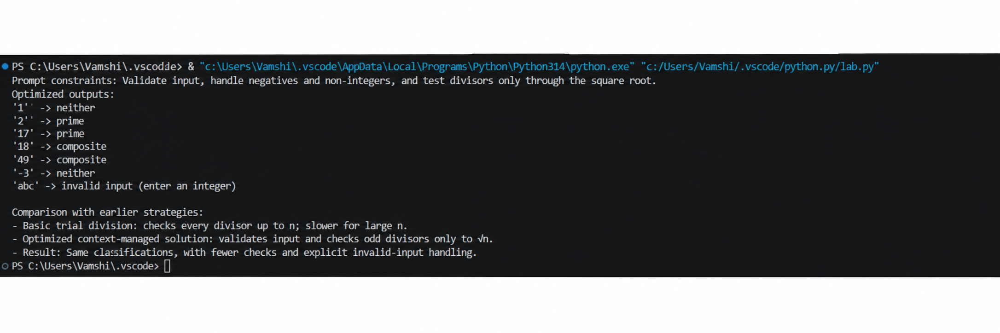 PS C:\Users\Vamshi\.vscodde> & "c:\Users\Vamshi\.vscode\AppData\Local\Programs\Python\Python314\python.exe" "c:/Users/Vamshi/.vscode/python.py/lab.py"
Prompt constraints: Validate input, handle negatives and non-integers, and test divisors only through the square root.
Optimized outputs:
'1'' -> neither
'2'' -> prime
'17' -> prime
'18' -> composite
'49' -> composite
'-3' -> neither
'abc' -> invalid input (enter an integer)

Comparison with earlier strategies:
- Basic trial division: checks every divisor up to n; slower for large n.
- Optimized context-managed solution: validates input and checks odd divisors only to √n.
- Result: Same classifications, with fewer checks and explicit invalid-input handling.
PS C:\Users\Vamshi\.vscode>